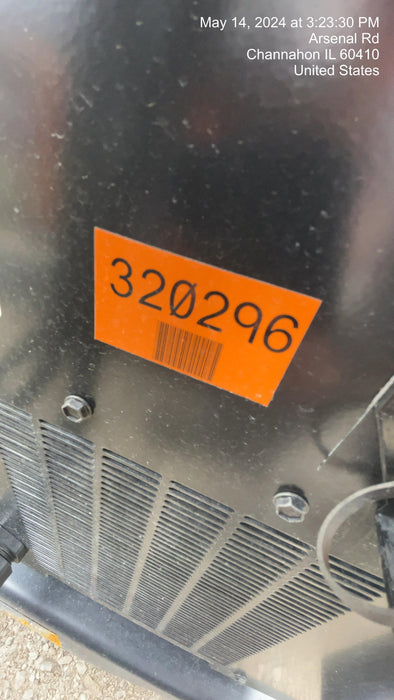 May 14, 2024 at 3:23:30 PM
Arsenal Rd
Channahon IL 60410
United States
320296